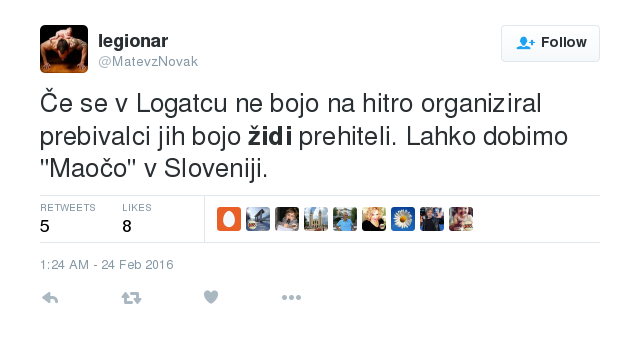 legionar
@MatevzNovak
Follow
Če se v Logatcu ne bojo na hitro organiziral
prebivalci jih bojo židi prehiteli. Lahko dobimo
"Maočo" v Sloveniji.
RETWEETS
LIKES
5
8
1:24 AM - 24 Feb 2016